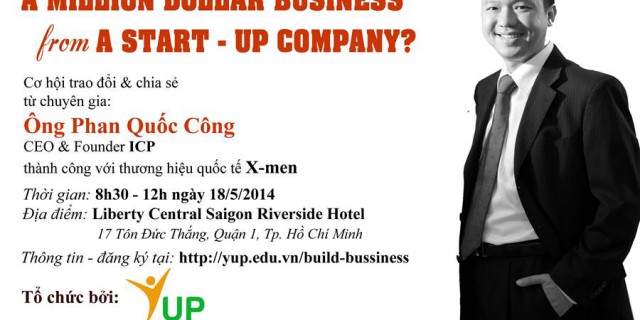 A MILLION DOLLAR BUSINESS
from A START - UP COMPANY?
Cơ hội trao đổi & chia sẻ
từ chuyên gia:
Ông Phan Quốc Công
CEO & Founder ICP
thành công với thương hiệu quốc tế X-men
Thời gian: 8h30 - 12h ngày 18/5/2014
Địa điểm: Liberty Central Saigon Riverside Hotel
17 Tôn Đức Thắng, Quận 1, Tp. Hồ Chí Minh
Thông tin - đăng ký tại: http://yup.edu.vn/build-bussiness
Tổ chức bởi:
UP